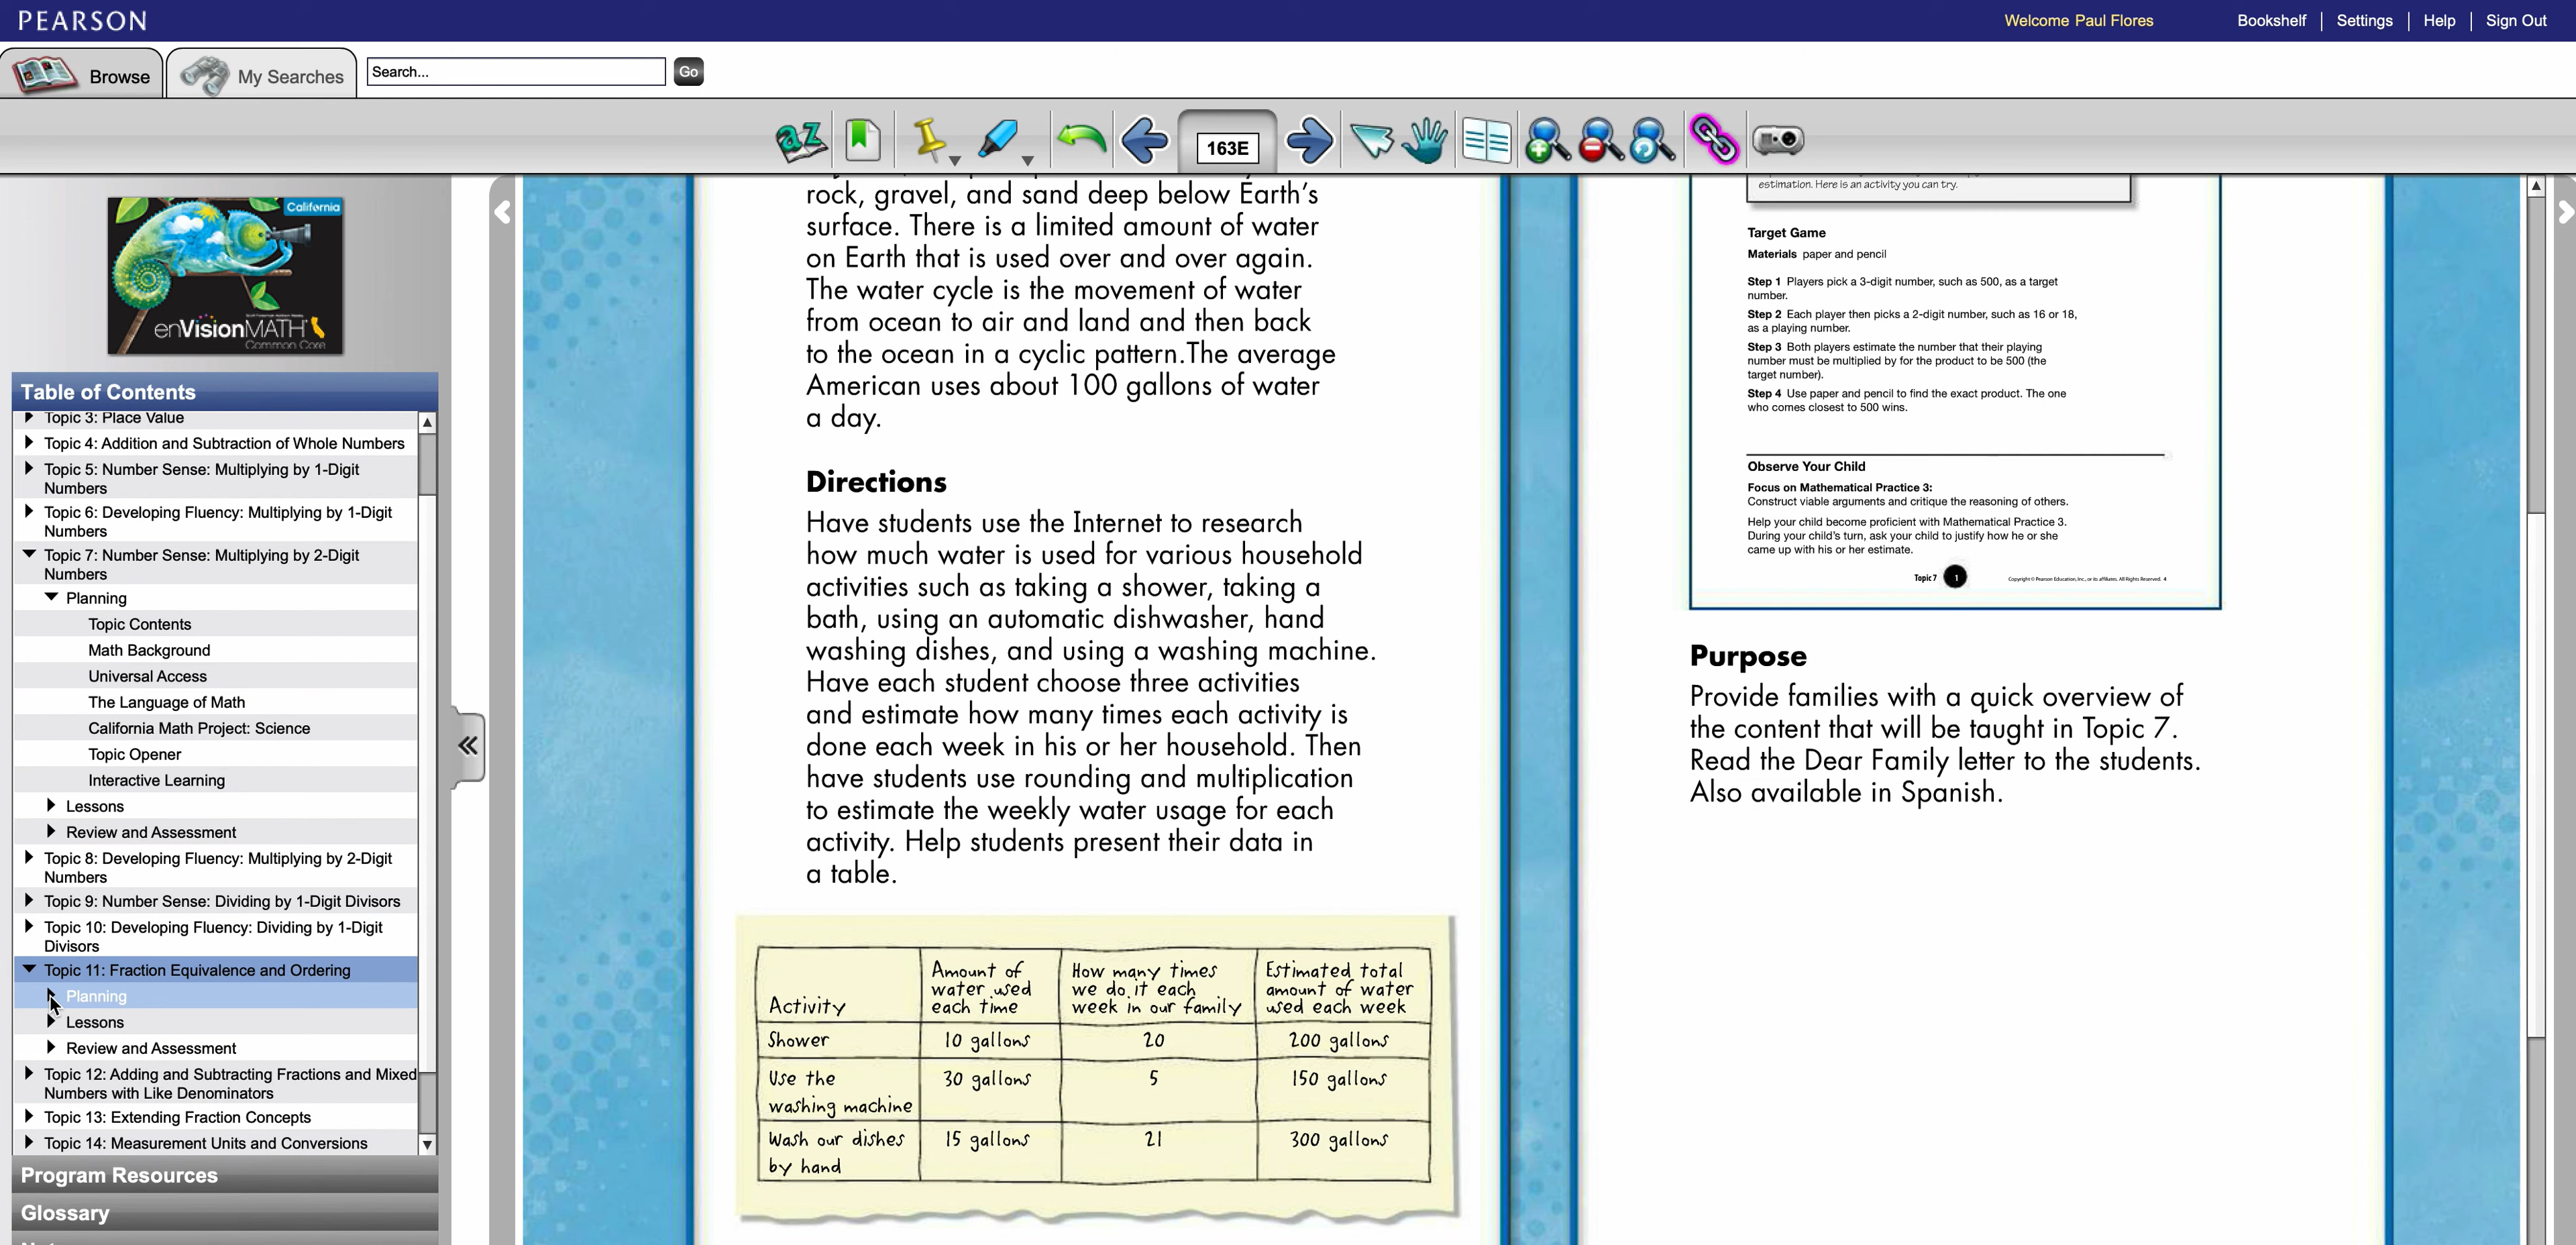 PEARSON
Welcome Paul Flores
Bookshelf
Settings
Help
Sign Out
Browse
My Searches
Search...
Go
aZ
163E
California
enVisionMATH
Common Core
Table of Contents
Topic 3: Place Value
Topic 4: Addition and Subtraction of Whole Numbers
Topic 5: Number Sense: Multiplying by 1-Digit
Numbers
Topic 6: Developing Fluency: Multiplying by 1-Digit
Numbers
Topic 7: Number Sense: Multiplying by 2-Digit
Numbers
Planning
Topic Contents
Math Background
Universal Access
The Language of Math
California Math Project: Science
Topic Opener
Interactive Learning
Lessons
Review and Assessment
Topic 8: Developing Fluency: Multiplying by 2-Digit
Numbers
Topic 9: Number Sense: Dividing by 1-Digit Divisors
Topic 10: Developing Fluency: Dividing by 1-Digit
Divisors
Topic 11: Fraction Equivalence and Ordering
Planning
Lessons
Review and Assessment
Topic 12: Adding and Subtracting Fractions and Mixed
Numbers with Like Denominators
Topic 13: Extending Fraction Concepts
Topic 14: Measurement Units and Conversions
Program Resources
Glossary
rock, gravel, and sand deep below Earth's
surface. There is a limited amount of water
on Earth that is used over and over again.
The water cycle is the movement of water
from ocean to air and land and then back
to the ocean in a cyclic pattern.The average
American uses about 100 gallons of water
a day.
Directions
Have students use the Internet to research
how much water is used for various household
activities such as taking a shower, taking a
bath, using an automatic dishwasher, hand
washing dishes, and using a washing machine.
Have each student choose three activities
and estimate how many times each activity is
done each week in his or her household. Then
have students use rounding and multiplication
to estimate the weekly water usage for each
activity. Help students present their data in
a table.
Activity
Amount of
water used
each time
How many times
we do it each
week in our family
Estimated total
amount of water
used each week
Shower 10 gallons 20 200 gallons
Use the 30 gallons 5 150 gallons
washing machine
Wash our dishes 15 gallons 21 300 gallons
by hand
estimation. Here is an activity you can try.
Target Game
Materials paper and pencil
Step 1 Players pick a 3-digit number, such as 500, as a target
number.
Step 2 Each player then picks a 2-digit number, such as 16 or 18,
as a playing number.
Step 3 Both players estimate the number that their playing
number must be multiplied by for the product to be 500 (the
target number).
Step 4 Use paper and pencil to find the exact product. The one
who comes closest to 500 wins.
Observe Your Child
Focus on Mathematical Practice 3:
Construct viable arguments and critique the reasoning of others.
Help your child become proficient with Mathematical Practice 3.
During your child's turn, ask your child to justify how he or she
came up with his or her estimate.
Topic 7 1 Copyright © Pearson Education, Inc., or its affiliates. All Rights Reserved. 4
Purpose
Provide families with a quick overview of
the content that will be taught in Topic 7.
Read the Dear Family letter to the students.
Also available in Spanish.